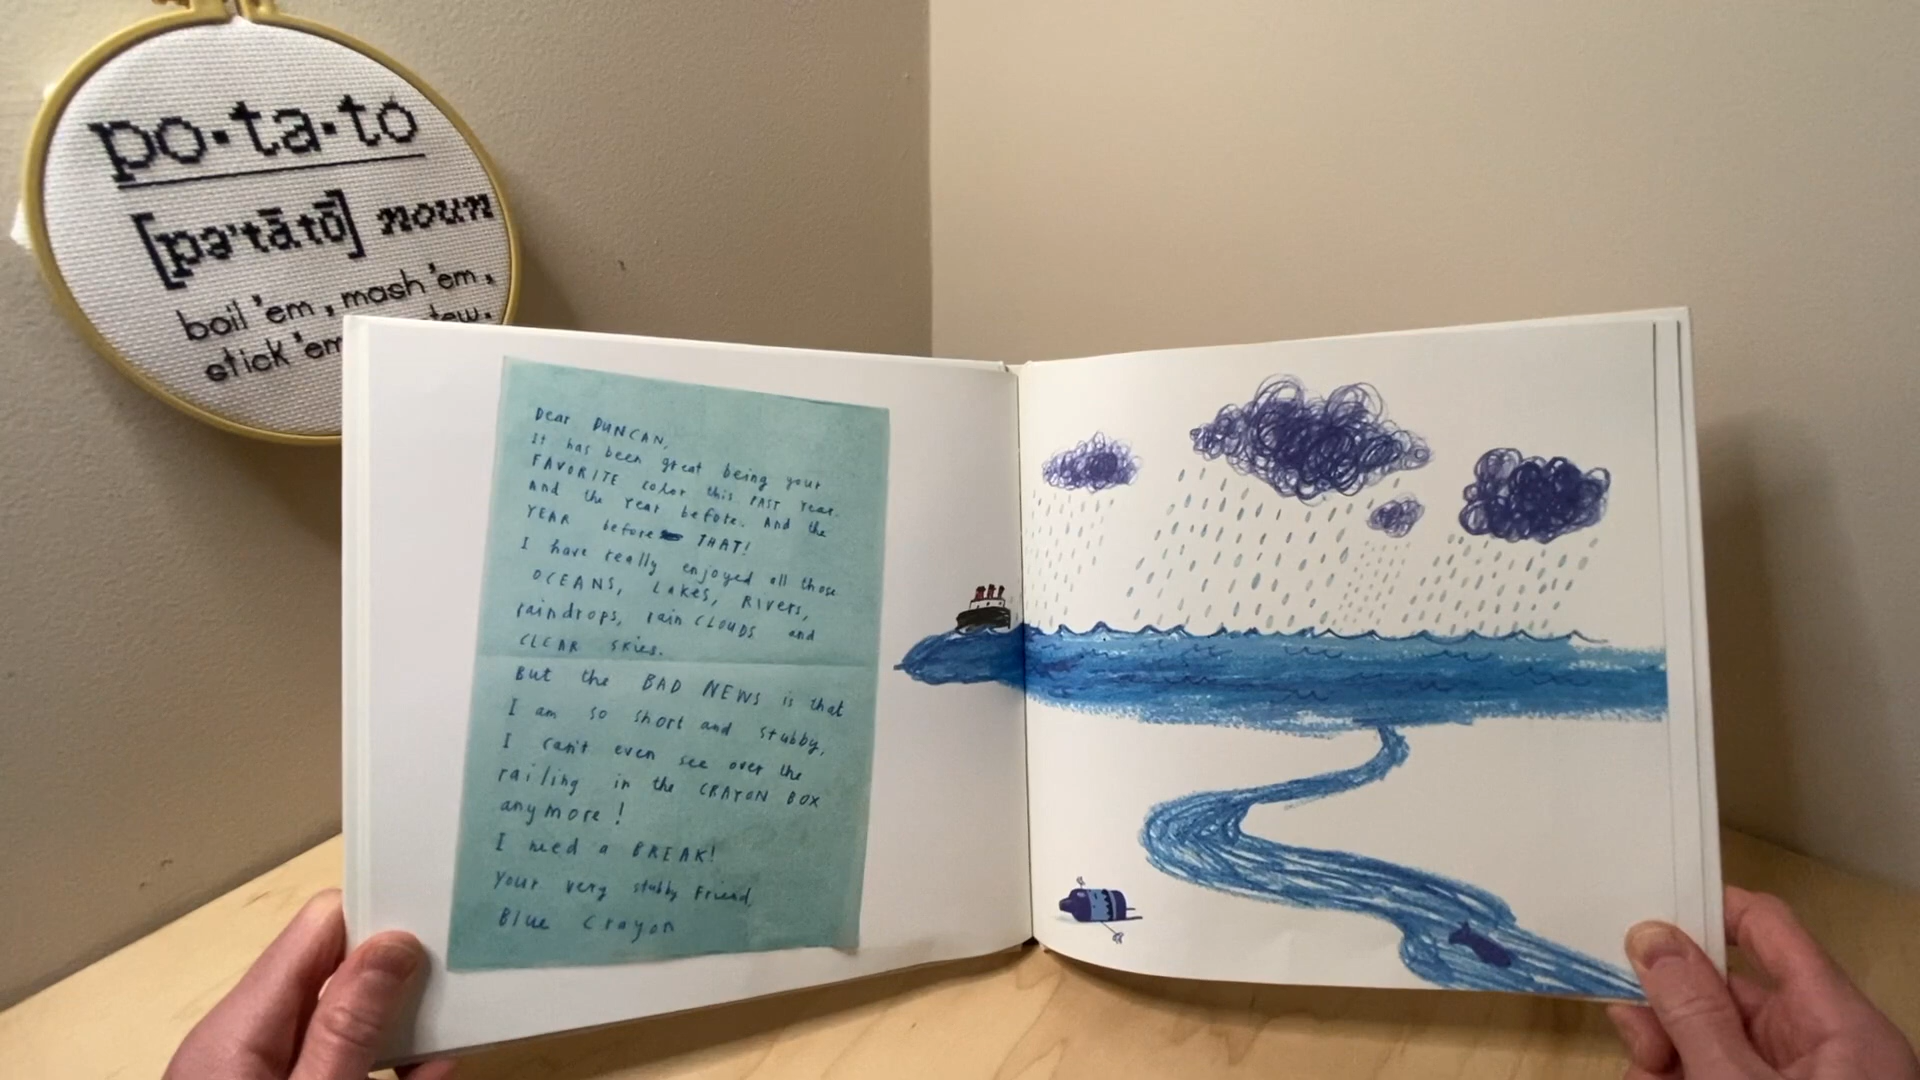 po·ta·to
[pə'tātō] noun
boil 'em, mash 'em,
stick 'em tew.
Dear DUNCAN,
It has been great being your
FAVORITE color this PAST year.
And the year before. And the
YEAR before THAT!
I have really enjoyed all those
OCEANS, Lakes, Rivers,
raindrops, rain CLOUDS and
CLEAR skies.
But the BAD NEWS is that
I am so short and stubby,
I can't even see over the
railing in the CRAYON BOX
anymore!
I need a BREAK!
Your very stubby Friend,
Blue Crayon